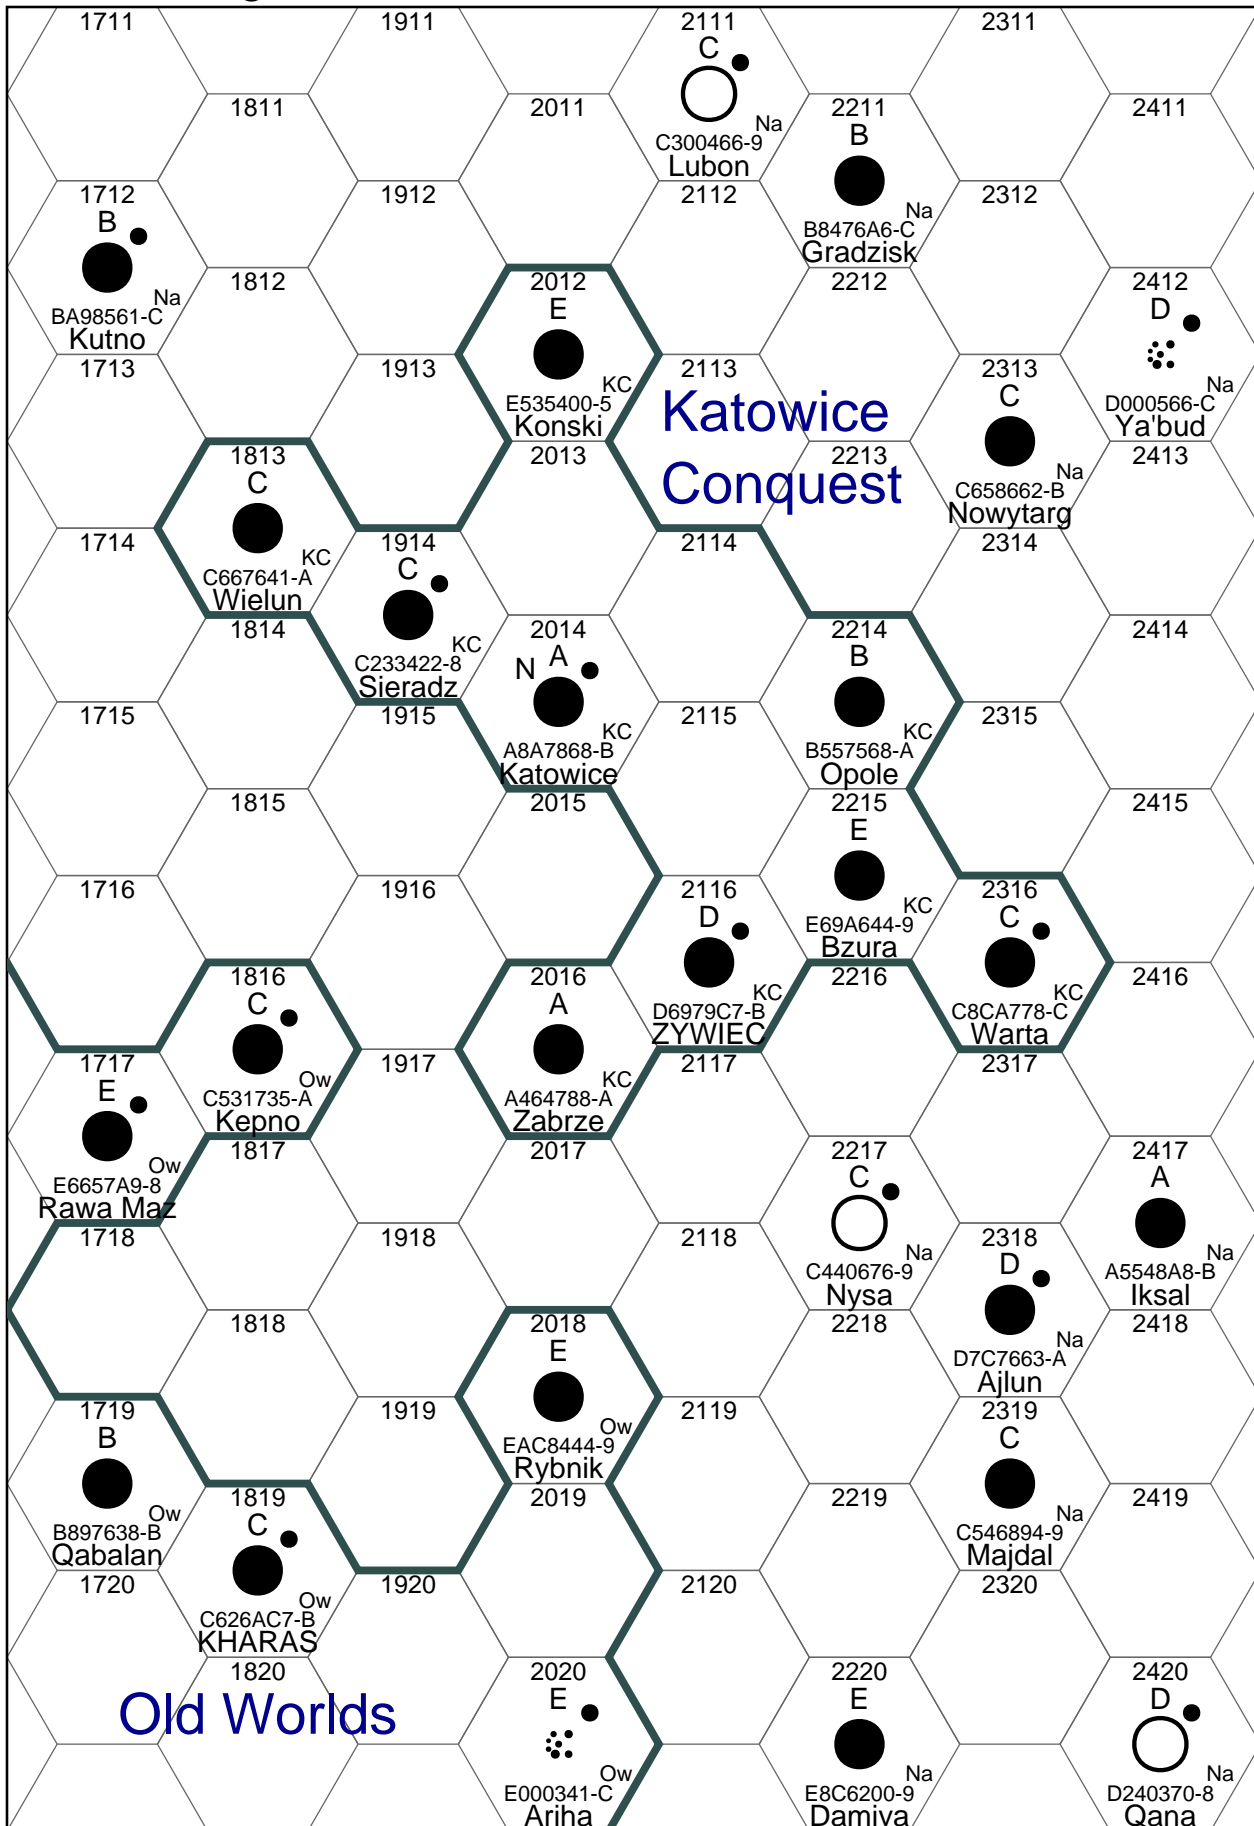 1711
1911
2111
2311
C
1811
2011
2211
2411
Na
C300466-9
Lubon
B
1712
1912
2112
2312
B
Na
B8476A6-C
Gradzisk
1812
2012
2212
2412
Na
BA98561-C
Kutno
E
D
1713
1913
2113
2313
KC
E535400-5
Konski
C
Na
D000566-C
Ya'bud
Katowice
1813
2013
2213
2413
C
Na
C658662-B
Nowytarg
Conquest
1714
1914
2114
2314
KC
C667641-A
Wielun
C
1814
2014
2214
2414
KC
C233422-8
Sieradz
N
A
B
1715
1915
2115
2315
KC
A8A7868-B
Katowice
KC
B557568-A
Opole
1815
2015
2215
2415
E
1716
1916
2116
2316
D
KC
E69A644-9
Bzura
C
1816
2016
2216
2416
C
A
KC
D6979C7-B
ZYWIEC
KC
C8CA778-C
Warta
1717
1917
2117
2317
E
Ow
C531735-A
Kepno
KC
A464788-A
Zabrze
1817
2017
2217
2417
Ow
E6657A9-8
Rawa Maz
C
A
1718
1918
2118
2318
Na
C440676-9
Nysa
D
Na
A5548A8-B
Iksal
1818
2018
2218
2418
E
Na
D7C7663-A
Ajlun
1719
1919
2119
2319
B
Ow
EAC8444-9
Rybnik
C
1819
2019
2219
2419
Ow
B897638-B
Qabalan
C
Na
C546894-9
Majdal
1720
1920
2120
2320
Ow
C626AC7-B
KHARAS
1820
2020
2220
2420
Old Worlds
E
E
D
Ow
E000341-C
Ariha
Na
E8C6200-9
Damiya
Na
D240370-8
Qana